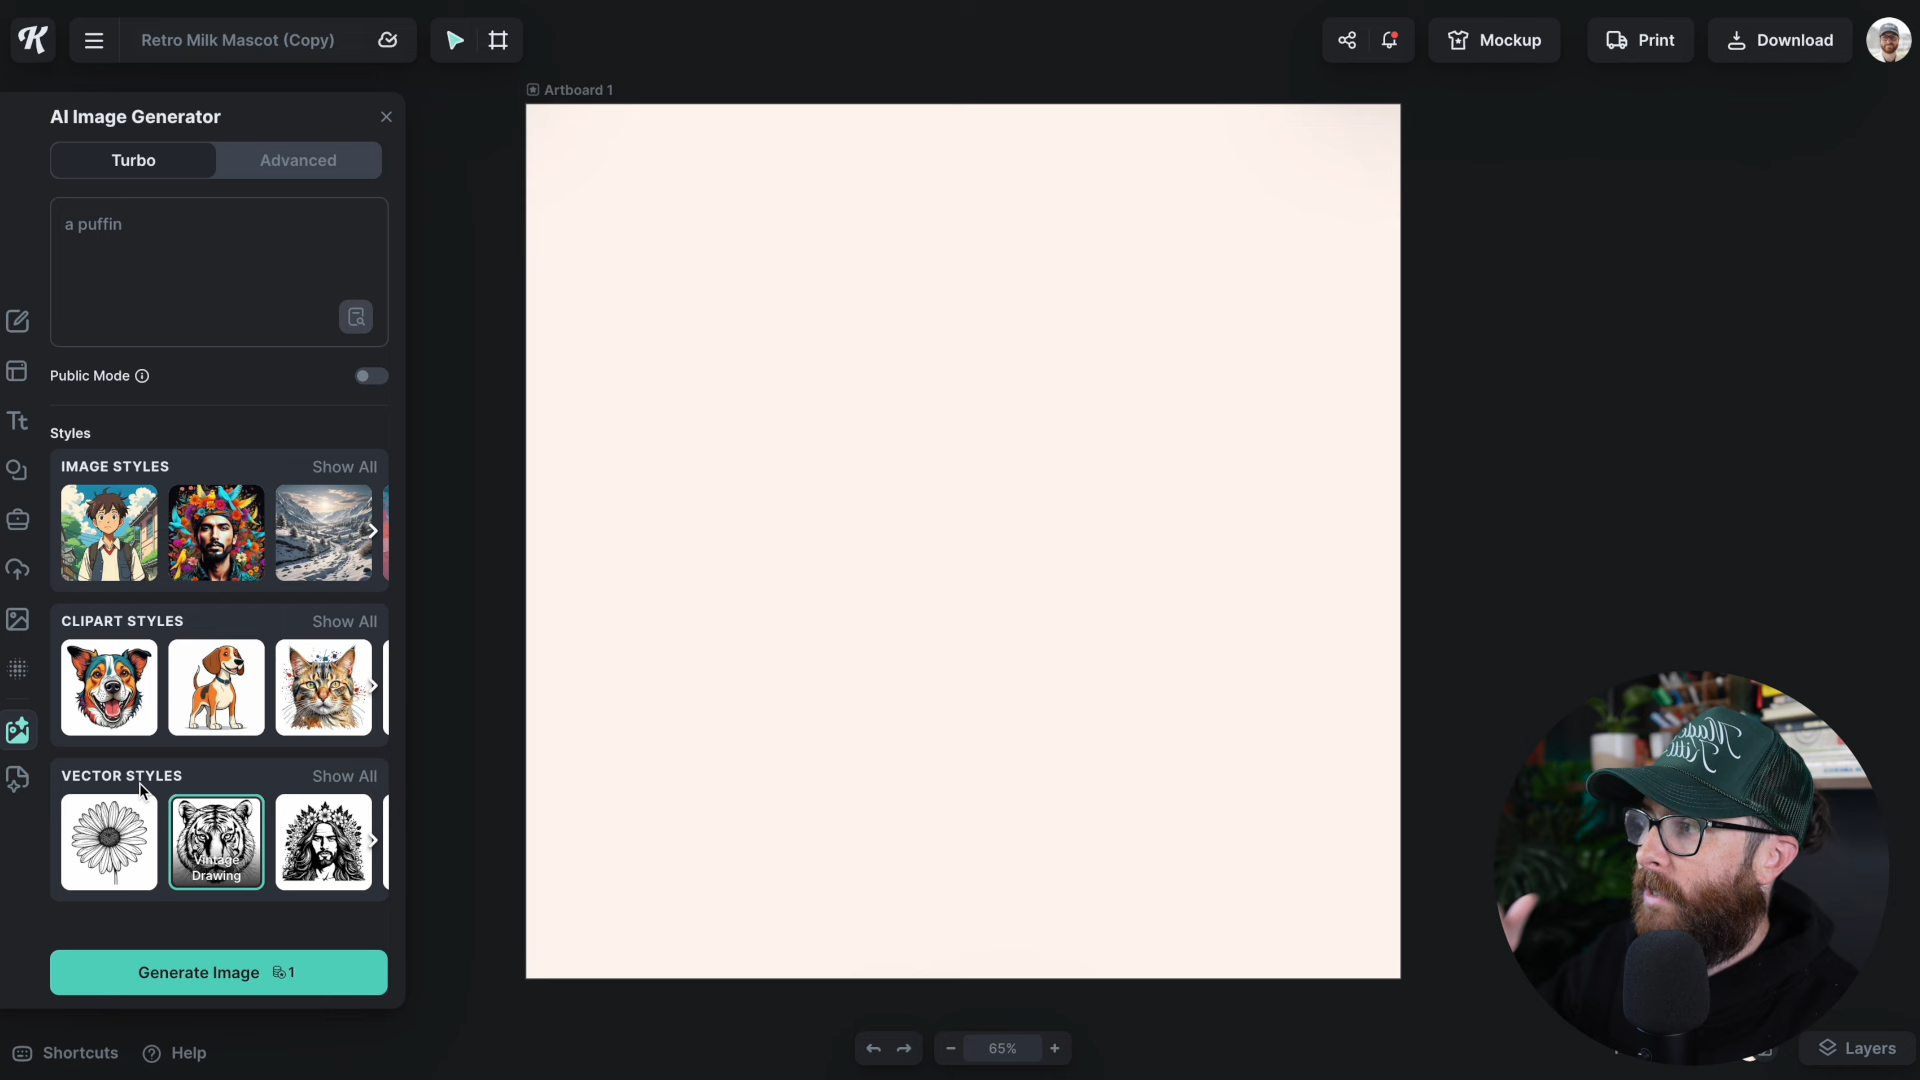 K
Retro Milk Mascot (Copy)
Mockup
Print
Download
Artboard 1
AI Image Generator
Turbo
Advanced
a puffin
Public Mode
Tt
Styles
IMAGE STYLES
Show All
CLIPART STYLES
Show All
VECTOR STYLES
Show All
Vintage
Drawing
Generate Image 1
Shortcuts
Help
65%
Layers